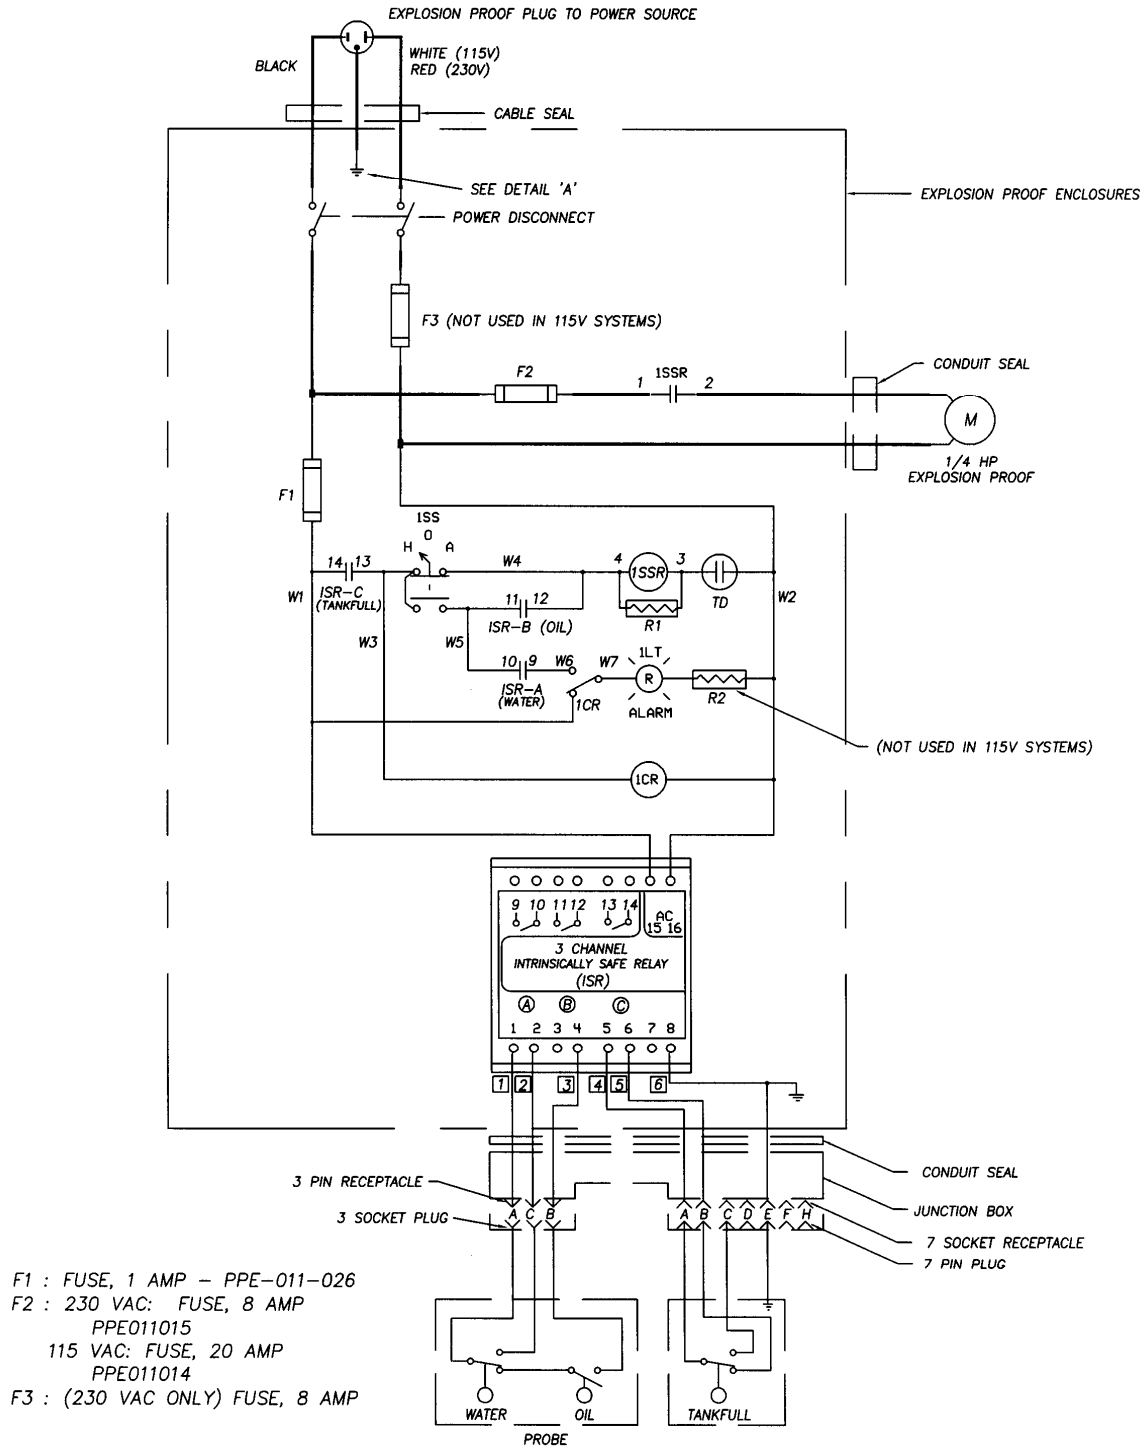 EXPLOSION PROOF PLUG TO POWER SOURCE
BLACK
WHITE (115V)
RED (230V)
CABLE SEAL
SEE DETAIL 'A'
EXPLOSION PROOF ENCLOSURES
POWER DISCONNECT
F3 (NOT USED IN 115V SYSTEMS)
F2
1
1SSR
2
CONDUIT SEAL
M
1/4 HP
EXPLOSION PROOF
F1
1SS
O
H
A
14
13
W4
4
1SSR
3
W1
ISR-C
(TANKFULL)
11
12
TD
W2
R1
W3
W5
ISR-B (OIL)
10
9
W6
W7
1LT
R
ISR-A
(WATER)
1CR
ALARM
R2
(NOT USED IN 115V SYSTEMS)
1CR
9 10 11 12 13 14
AC
15 16
3 CHANNEL
INTRINSICALLY SAFE RELAY
(ISR)
A B C
1 2 3 4 5 6 7 8
1 2 3 4 5 6
3 PIN RECEPTACLE
CONDUIT SEAL
A C B
A B C D E F H
3 SOCKET PLUG
JUNCTION BOX
7 SOCKET RECEPTACLE
7 PIN PLUG
F1 : FUSE, 1 AMP - PPE-011-026
F2 : 230 VAC: FUSE, 8 AMP
PPE011015
115 VAC: FUSE, 20 AMP
PPE011014
F3 : (230 VAC ONLY) FUSE, 8 AMP
WATER
OIL
TANKFULL
PROBE